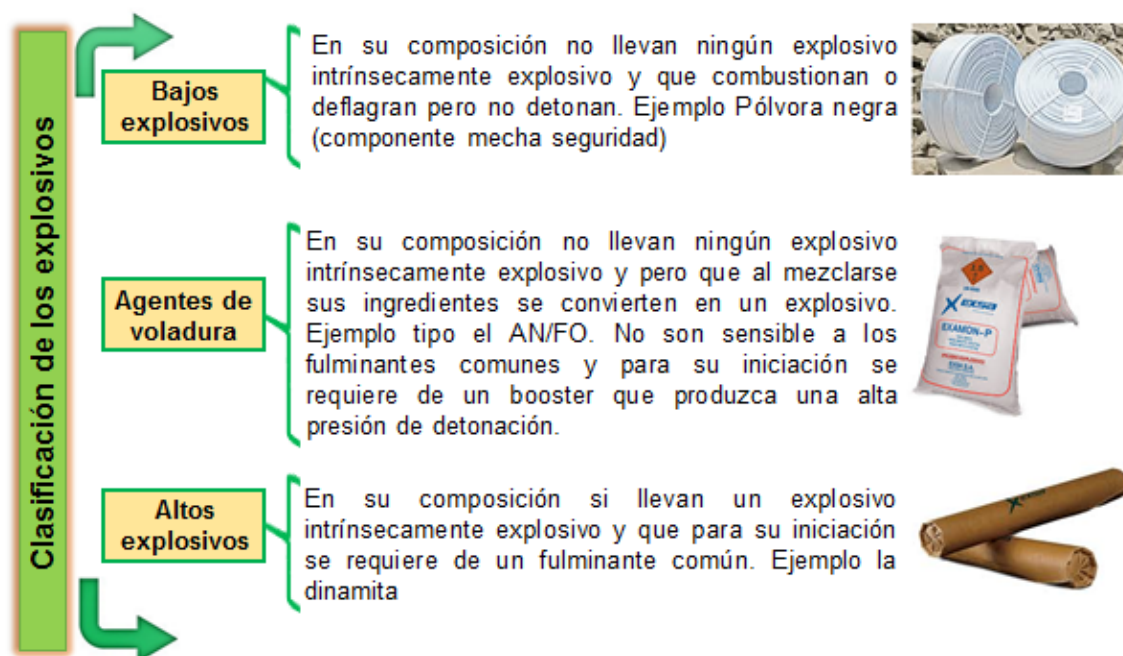 Clasificación de los explosivos
Bajos
explosivos
En su composición no llevan ningún explosivo
intrínsecamente explosivo y que combustionan o
deflagran pero no detonan. Ejemplo Pólvora negra
(componente mecha seguridad)
Agentes de
voladura
En su composición no llevan ningún explosivo
intrínsecamente explosivo y pero que al mezclarse
sus ingredientes se convierten en un explosivo.
Ejemplo tipo el AN/FO. No son sensible a los
fulminantes comunes y para su iniciación se
requiere de un booster que produzca una alta
presión de detonación.
exsa
EXAMON-P
Altos
explosivos
En su composición si llevan un explosivo
intrínsecamente explosivo y que para su iniciación
se requiere de un fulminante común. Ejemplo la
dinamita